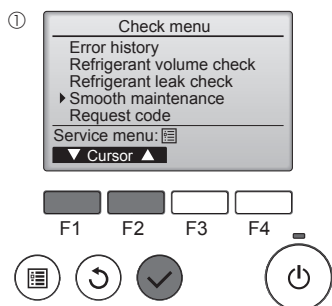 ①
Check menu
Error history
Refrigerant volume check
Refrigerant leak check
Smooth maintenance
Request code
Service menu:
▼ Cursor ▲
F1 F2 F3 F4